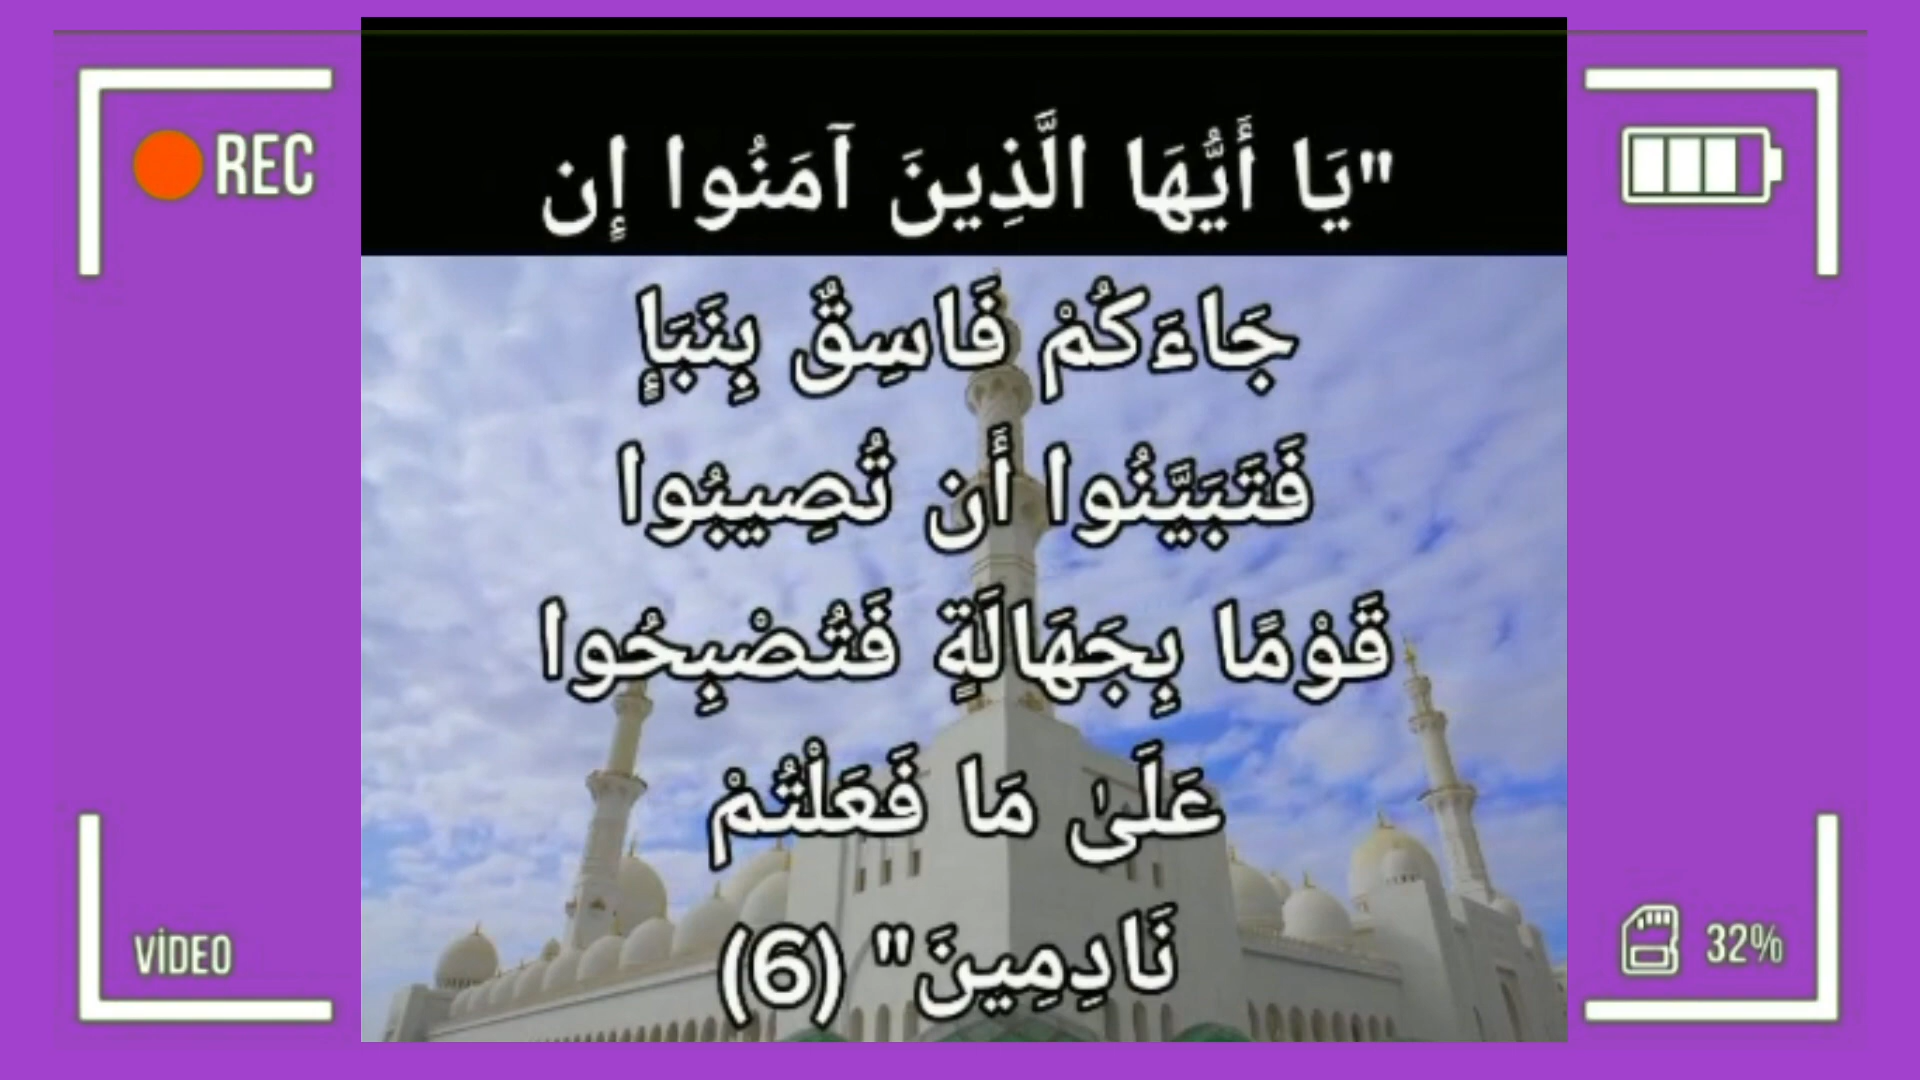 REC
"يَا أَيُّهَا الَّذِينَ آمَنُوا إِن
جَاءَكُمْ فَاسِقٌ بِنَبَإٍ
فَتَبَيَّنُوا أَن تُصِيبُوا
قَوْمًا بِجَهَالَةٍ فَتُصْبِحُوا
عَلَىٰ مَا فَعَلْتُمْ
نَادِمِينَ" (6)
VİDEO
32%